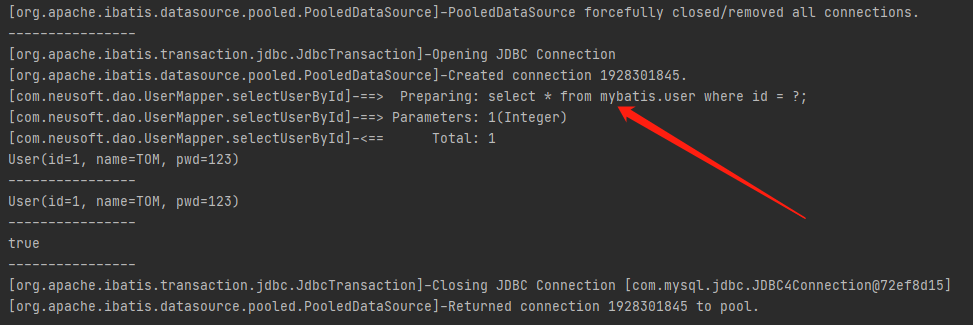 [org.apache.ibatis.datasource.pooled.PooledDataSource]-PooledDataSource forcefully closed/removed all connections.
----------------
[org.apache.ibatis.transaction.jdbc.JdbcTransaction]-Opening JDBC Connection
[org.apache.ibatis.datasource.pooled.PooledDataSource]-Created connection 1928301845.
[com.neusoft.dao.UserMapper.selectUserById]-==>  Preparing: select * from mybatis.user where id = ?;
[com.neusoft.dao.UserMapper.selectUserById]-==> Parameters: 1(Integer)
[com.neusoft.dao.UserMapper.selectUserById]-<==      Total: 1
User(id=1, name=TOM, pwd=123)
----------------
User(id=1, name=TOM, pwd=123)
----------------
true
----------------
[org.apache.ibatis.transaction.jdbc.JdbcTransaction]-Closing JDBC Connection [com.mysql.jdbc.JDBC4Connection@72ef8d15]
[org.apache.ibatis.datasource.pooled.PooledDataSource]-Returned connection 1928301845 to pool.